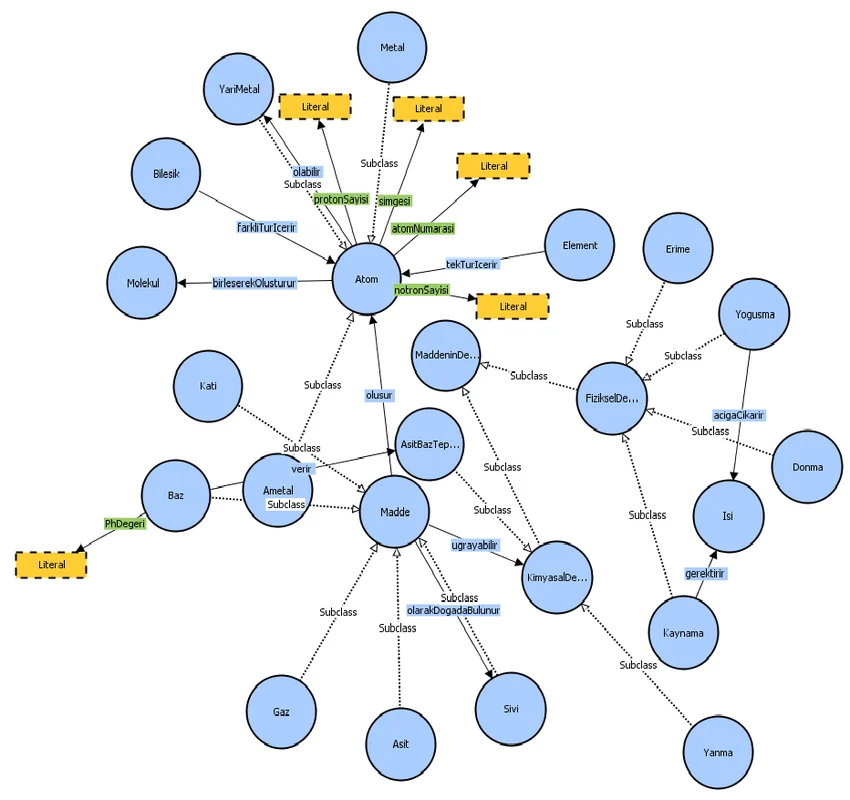 Metal
YariMetal
Literal
Literal
Subclass
Literal
Bilesik
olabilir
Subclass
protonSayisi
simgesi
atomNumarasi
farkliTurIcerir
Element
Erime
tekTurIcerir
Molekul
birleserekOlusturur
Atom
notronSayisi
Literal
Yogusma
Subclass
MaddeninDe...
Subclass
Subclass
Kati
Subclass
olusur
FizikselDe...
acigaCikarir
Subclass
AsitBazTep...
Subclass
verir
Subclass
Donma
Baz
Ametal
Subclass
Madde
Subclass
Subclass
Isi
PhDegeri
ugrayabilir
Literal
KimyasalDe...
gerektirir
Subclass
Subclass
olarakDogadaBulunur
Subclass
Kaynama
Subclass
Gaz
Sivi
Asit
Yanma